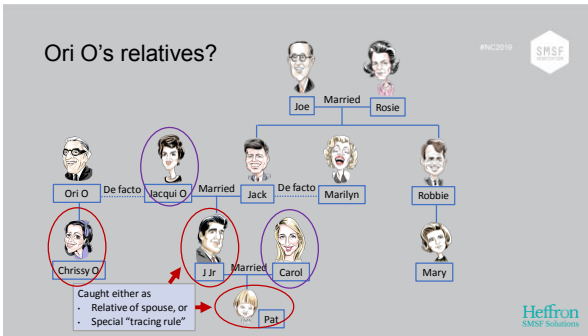 Ori O's relatives?
#NC2019
SMSF
ASSOCIATION
Married
Joe
Rosie
De facto
Married
De facto
Ori O
Jacqui O
Jack
Marilyn
Robbie
Married
Chrissy O
J Jr
Carol
Mary
Caught either as
• Relative of spouse, or
• Special "tracing rule"
Pat
Heffron
SMSF Solutions